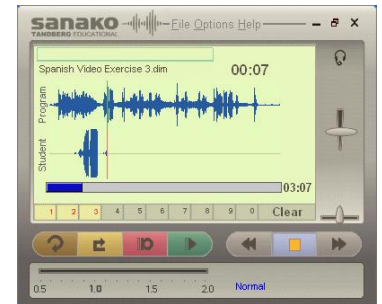 sanako File Options Help
TANDBERG EDUCATIONAL
Spanish Video Exercise 3.dim 00:07
Program
Student
03:07
1 2 3 4 5 6 7 8 9 0 Clear
0.5 1.0 1.5 2.0 Normal